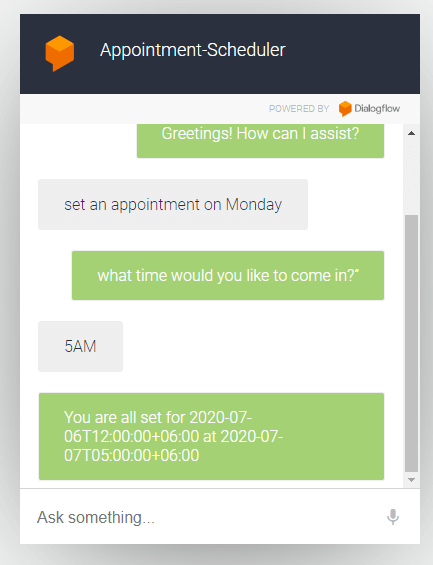 Appointment-Scheduler
POWERED BY Dialogflow
Greetings! How can I assist?
set an appointment on Monday
what time would you like to come in?"
5AM
You are all set for 2020-07-
06T12:00:00+06:00 at 2020-07-
07T05:00:00+06:00
Ask something...